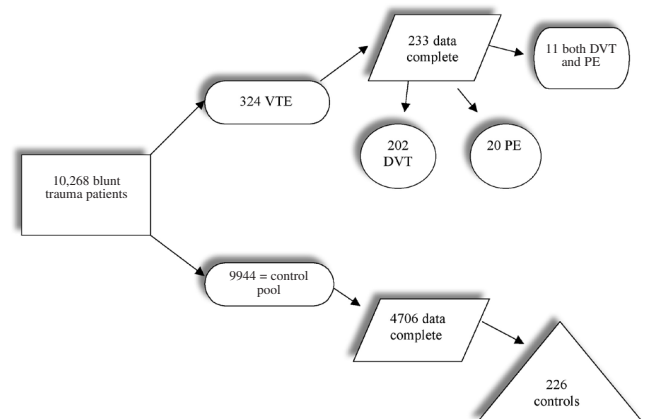 233 data
complete
11 both DVT
and PE
324 VTE
202
DVT
20 PE
10,268 blunt
trauma patients
9944 = control
pool
4706 data
complete
226
controls